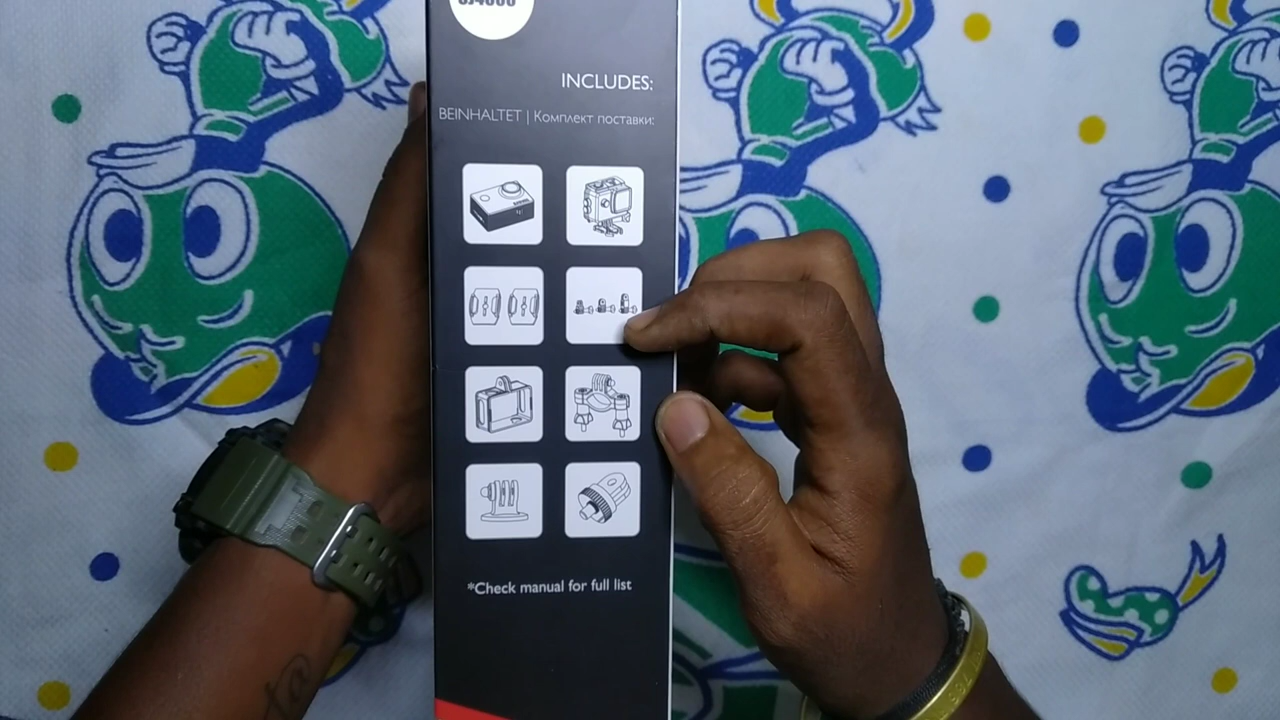 INCLUDES:
BEINHALTET | Комплект поставки:
*Check manual for full list